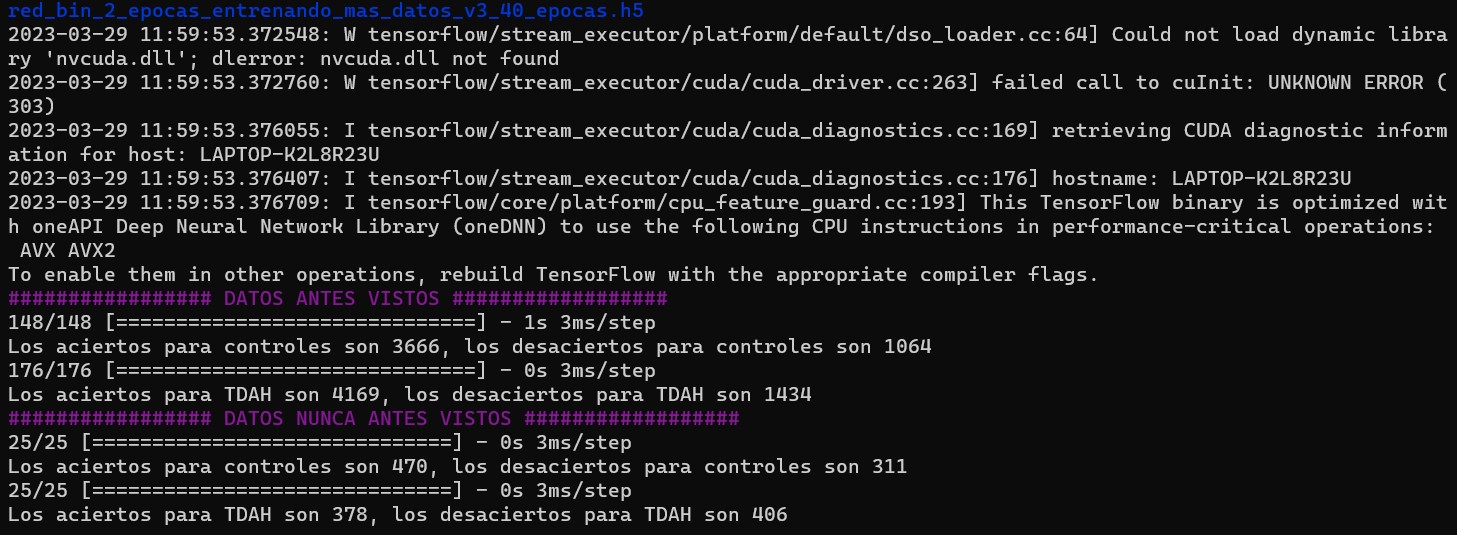 red_bin_2_epocas_entrenando_mas_datos_v3_40_epocas.h5
2023-03-29 11:59:53.372548: W tensorflow/stream_executor/platform/default/dso_loader.cc:64] Could not load dynamic libra
ry 'nvcuda.dll'; dlerror: nvcuda.dll not found
2023-03-29 11:59:53.372760: W tensorflow/stream_executor/cuda/cuda_driver.cc:263] failed call to cuInit: UNKNOWN ERROR (
303)
2023-03-29 11:59:53.376055: I tensorflow/stream_executor/cuda/cuda_diagnostics.cc:169] retrieving CUDA diagnostic inform
ation for host: LAPTOP-K2L8R23U
2023-03-29 11:59:53.376407: I tensorflow/stream_executor/cuda/cuda_diagnostics.cc:176] hostname: LAPTOP-K2L8R23U
2023-03-29 11:59:53.376709: I tensorflow/core/platform/cpu_feature_guard.cc:193] This TensorFlow binary is optimized wit
h oneAPI Deep Neural Network Library (oneDNN) to use the following CPU instructions in performance-critical operations:
 AVX AVX2
To enable them in other operations, rebuild TensorFlow with the appropriate compiler flags.
################# DATOS ANTES VISTOS ##################
148/148 [==============================] - 1s 3ms/step
Los aciertos para controles son 3666, los desaciertos para controles son 1064
176/176 [==============================] - 0s 3ms/step
Los aciertos para TDAH son 4169, los desaciertos para TDAH son 1434
################# DATOS NUNCA ANTES VISTOS ##################
25/25 [==============================] - 0s 3ms/step
Los aciertos para controles son 470, los desaciertos para controles son 311
25/25 [==============================] - 0s 3ms/step
Los aciertos para TDAH son 378, los desaciertos para TDAH son 406